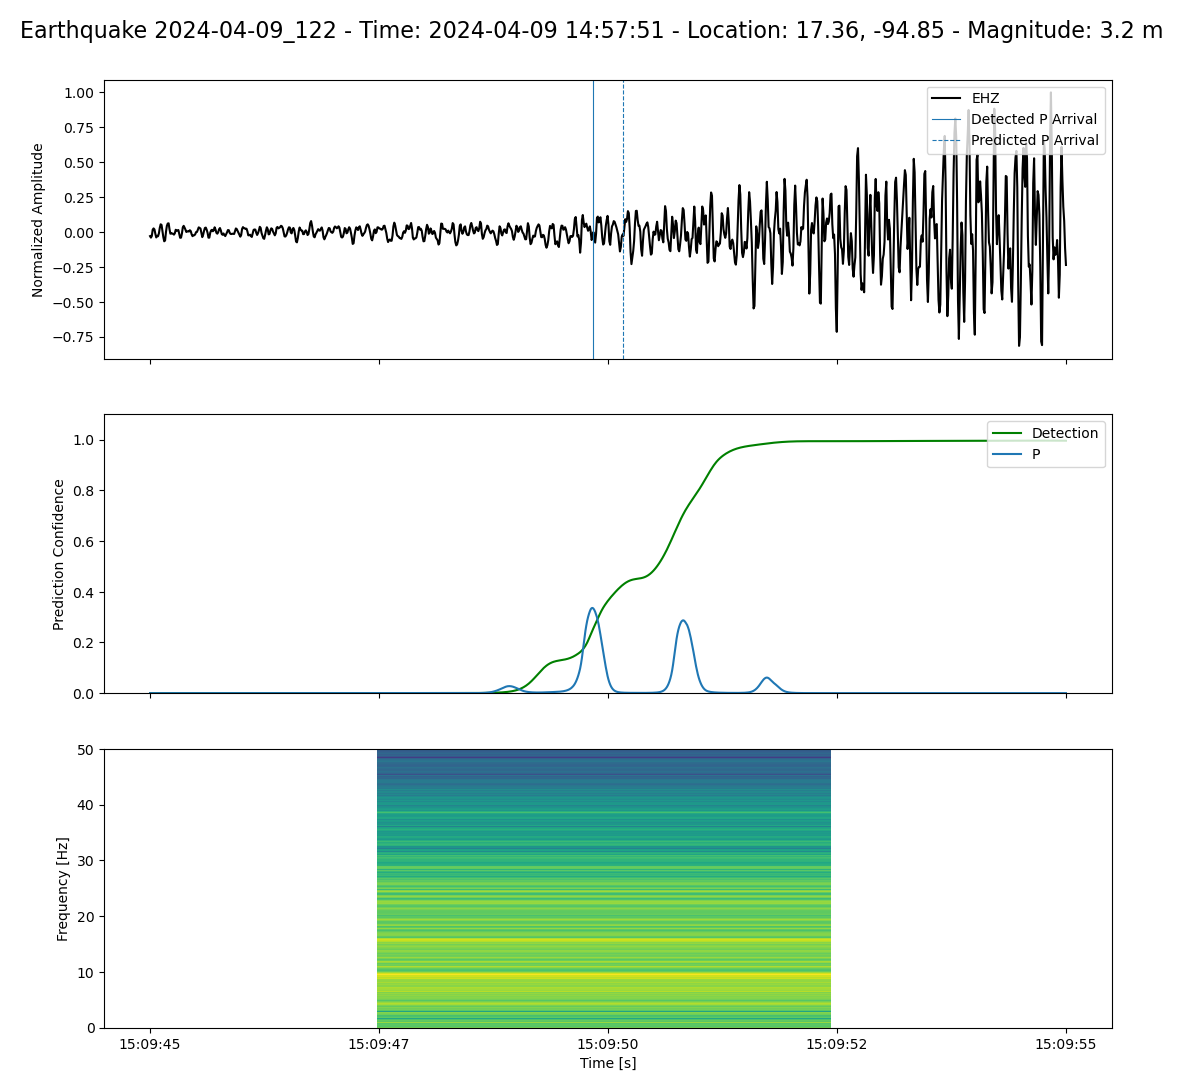 Earthquake 2024-04-09_122 - Time: 2024-04-09 14:57:51 - Location: 17.36, -94.85 - Magnitude: 3.2 m
1.00
0.75
0.50
0.25
0.00
−0.25
−0.50
−0.75
Normalized Amplitude
EHZ
Detected P Arrival
Predicted P Arrival
1.0
0.8
0.6
0.4
0.2
0.0
Prediction Confidence
Detection
P
50
40
30
20
10
0
Frequency [Hz]
15:09:45
15:09:47
15:09:50
15:09:52
15:09:55
Time [s]